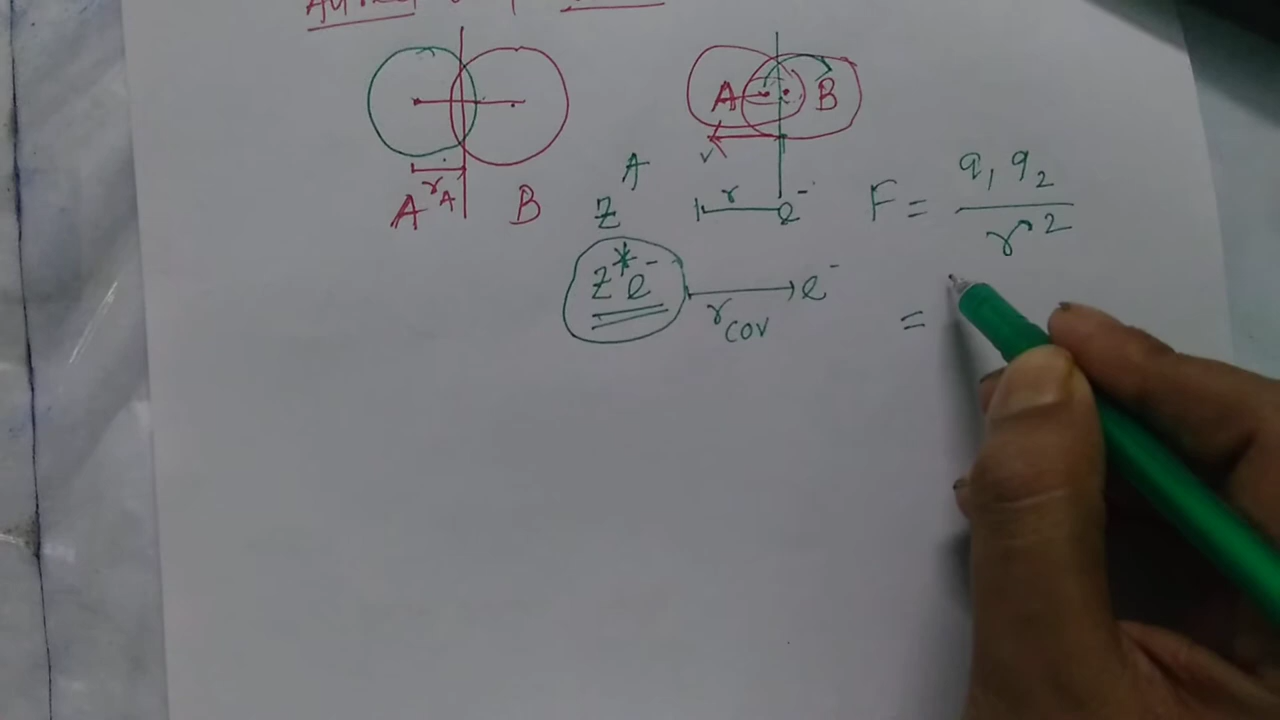 A B
r_A
A B
A
Z
r e⁻
F = q₁ q₂ / r²
Z*e⁻ → e⁻
r_cov
=